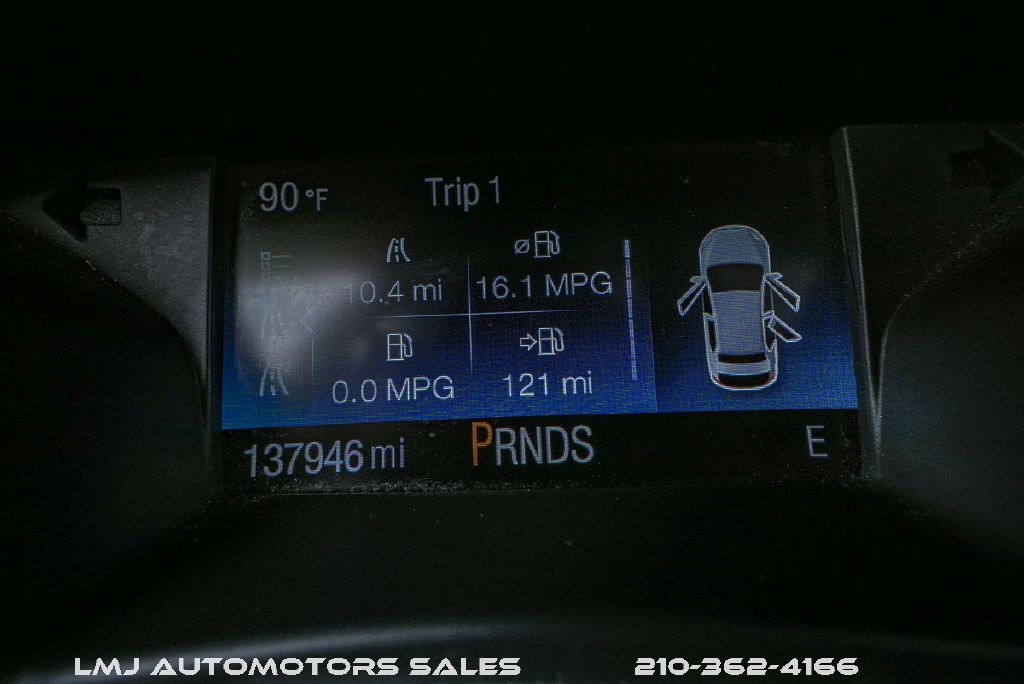 90 °F Trip 1
10.4 mi 16.1 MPG
0.0 MPG 121 mi
137946 mi PRNDS E
LMJ AUTOMOTORS SALES 210-362-4166